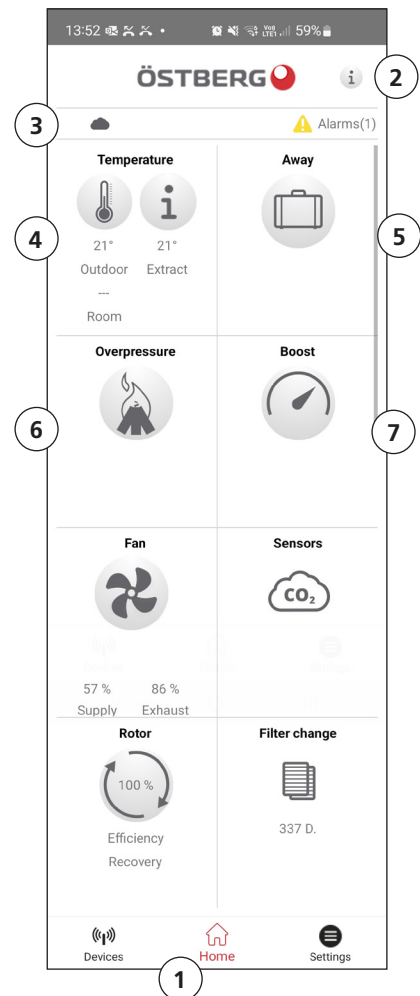 13:52 Vo9 LTE1 59%
ÖSTBERG i 2
3 Alarms(1)
Temperature Away
i
4 21° 21° 5
Outdoor Extract
---
Room
Overpressure Boost
6 7
Fan Sensors
CO₂
57 % 86 %
Supply Exhaust
Rotor Filter change
100 %
337 D.
Efficiency
Recovery
Devices Home Settings
1